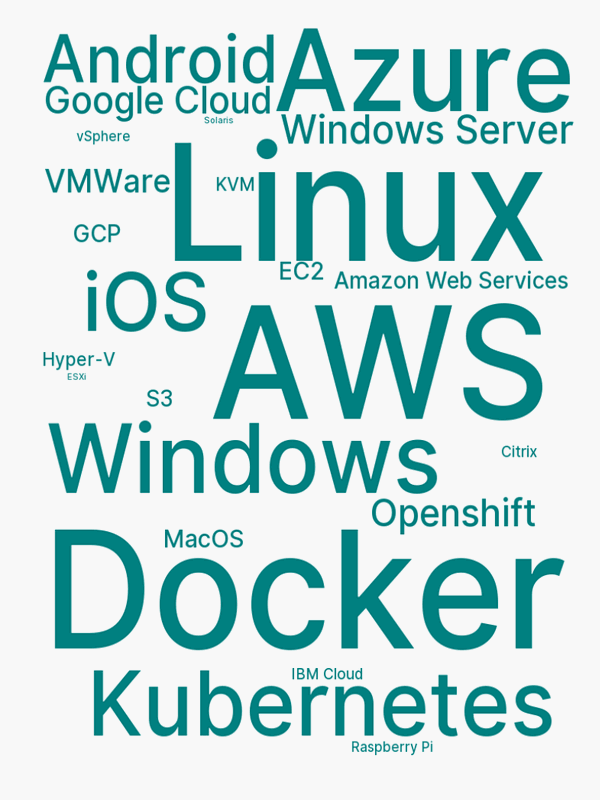 Android
Azure
Google Cloud
Solaris
Windows Server
vSphere
Linux
VMWare
KVM
GCP
EC2
Amazon Web Services
iOS
AWS
Hyper-V
ESXi
S3
Windows
Citrix
Openshift
MacOS
Docker
IBM Cloud
Kubernetes
Raspberry Pi